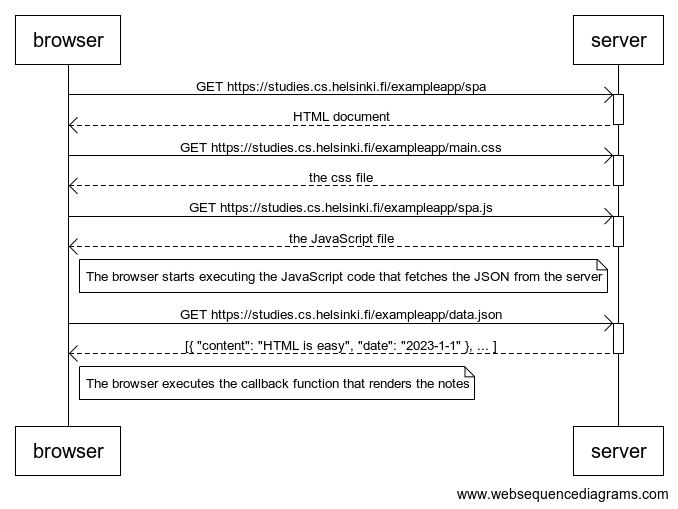 browser
server
GET https://studies.cs.helsinki.fi/exampleapp/spa
HTML document
GET https://studies.cs.helsinki.fi/exampleapp/main.css
the css file
GET https://studies.cs.helsinki.fi/exampleapp/spa.js
the JavaScript file
The browser starts executing the JavaScript code that fetches the JSON from the server
GET https://studies.cs.helsinki.fi/exampleapp/data.json
[{ "content": "HTML is easy", "date": "2023-1-1" }, ... ]
The browser executes the callback function that renders the notes
browser
server
www.websequencediagrams.com